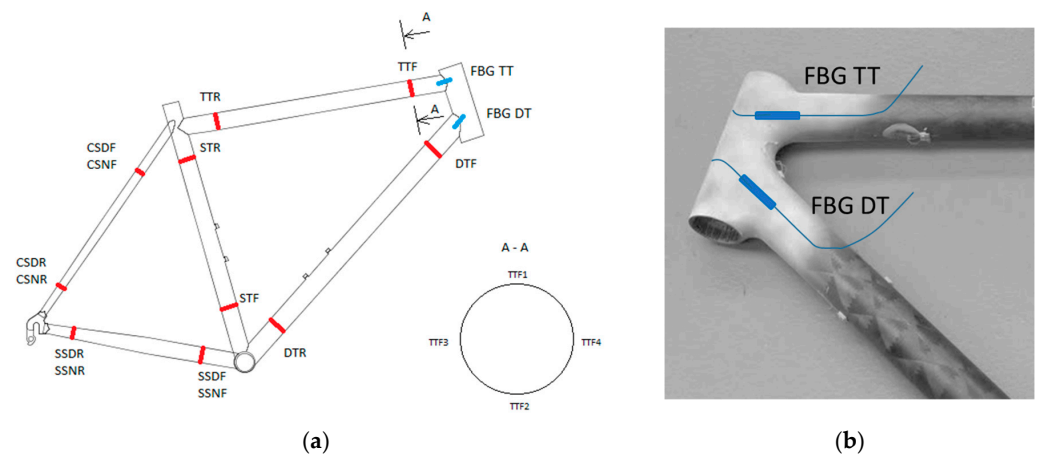 A
TTF
FBG TT
TTR
A
FBG DT
STR
CSDF
CSNF
DTF
CSDR
CSNR
STF
DTR
SSDR
SSNR
SSDF
SSNF
A - A
TTF1
TTF3
TTF4
TTF2
(a)
FBG TT
FBG DT
(b)